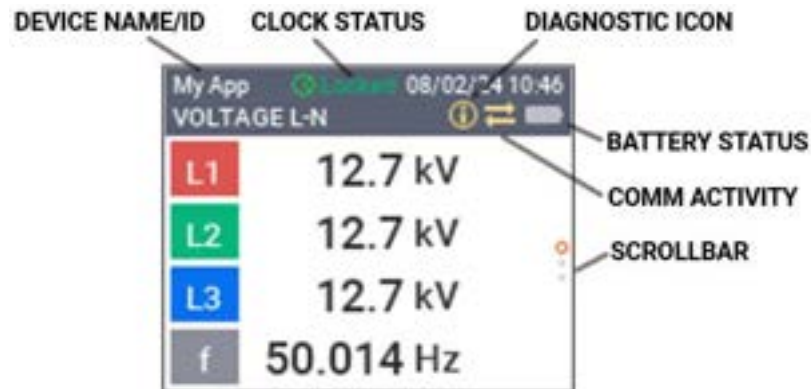 DEVICE NAME/ID CLOCK STATUS DIAGNOSTIC ICON
My App Locked 08/02/24 10:46
VOLTAGE L-N
BATTERY STATUS
L1 12.7 kV
COMM ACTIVITY
L2 12.7 kV
SCROLLBAR
L3 12.7 kV
f 50.014 Hz